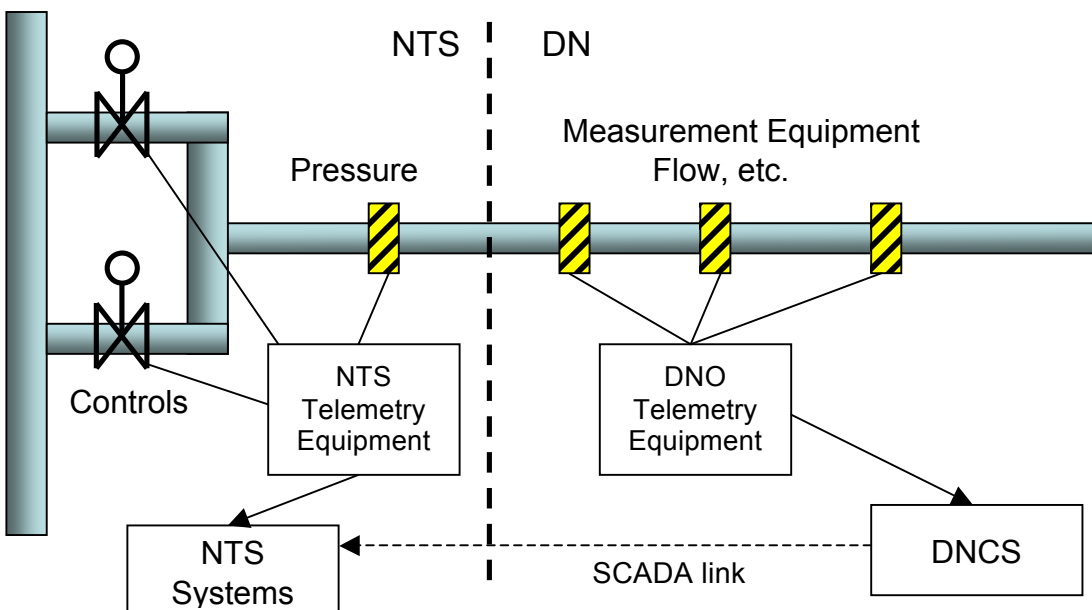 NTS
DN
Measurement Equipment
Flow, etc.
Pressure
Controls
NTS
Telemetry
Equipment
DNO
Telemetry
Equipment
NTS
Systems
SCADA link
DNCS